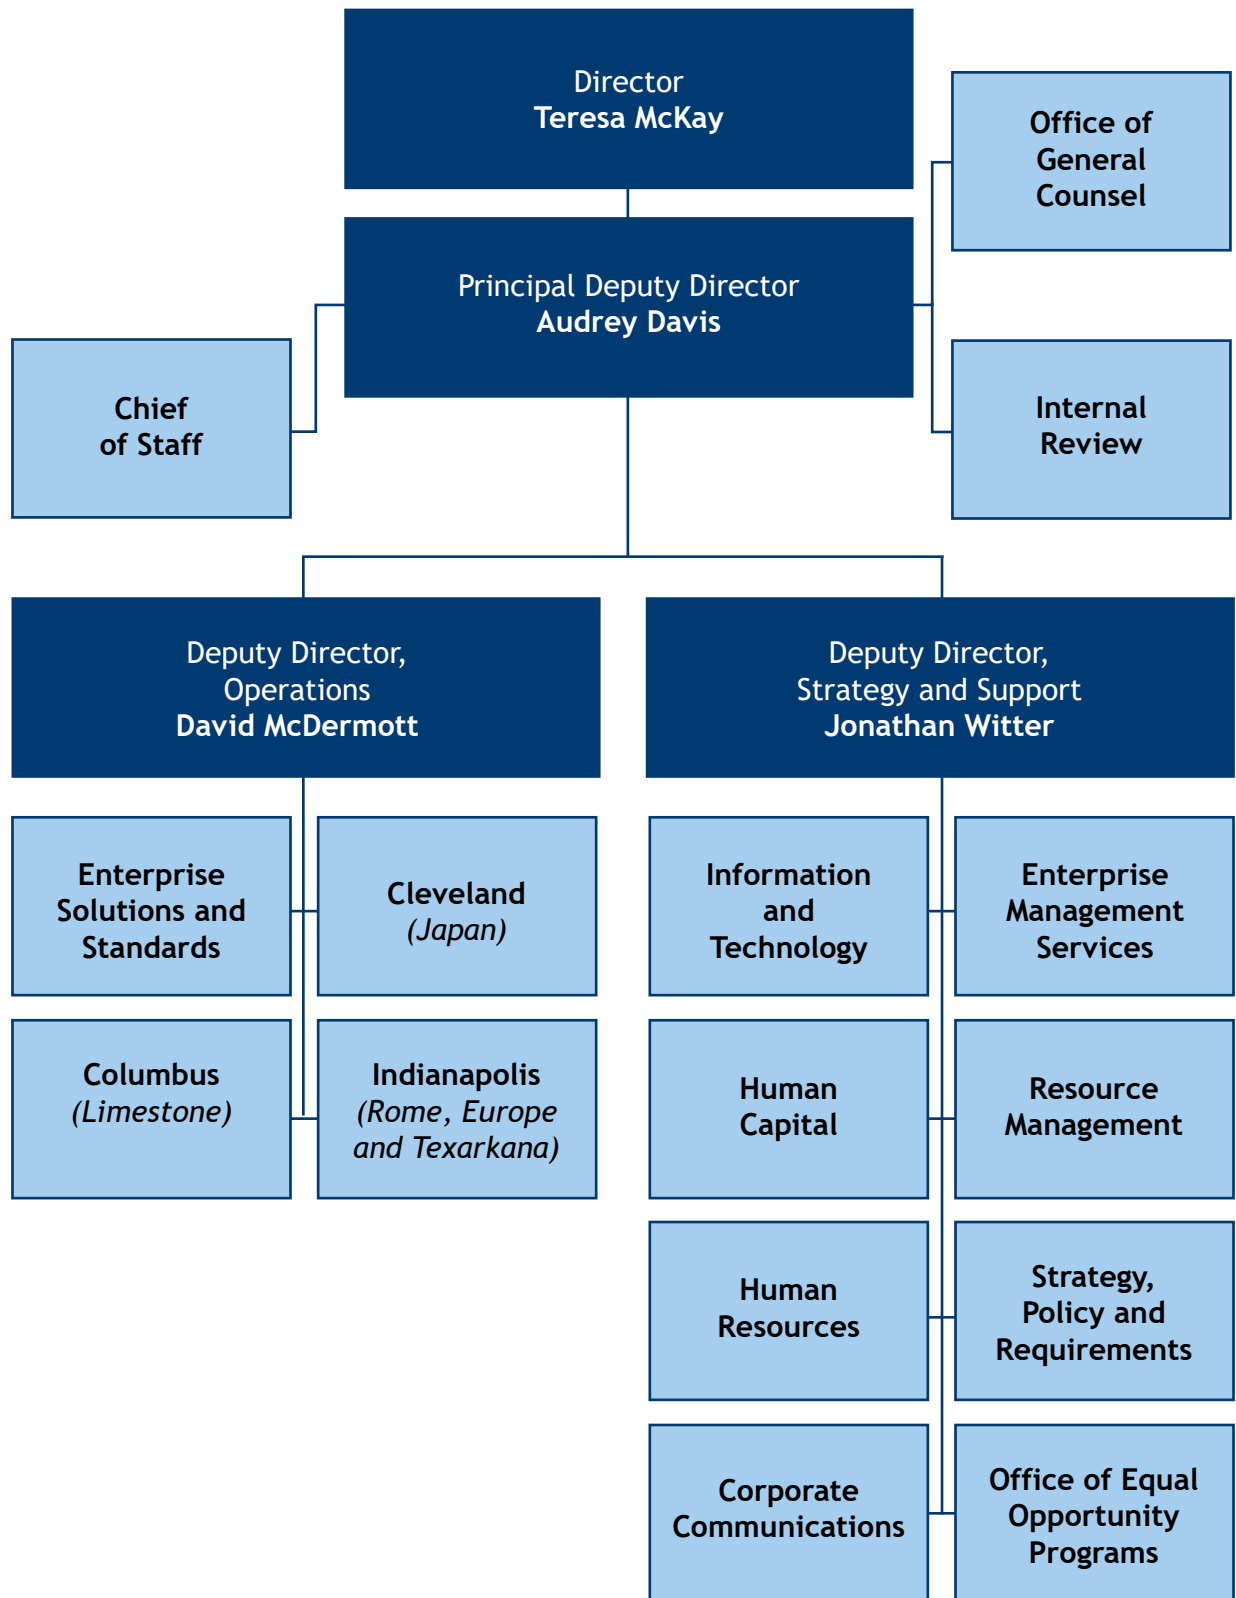 Director
Teresa McKay
Office of
General
Counsel
Principal Deputy Director
Audrey Davis
Chief
of Staff
Internal
Review
Deputy Director,
Operations
David McDermott
Deputy Director,
Strategy and Support
Jonathan Witter
Enterprise
Solutions and
Standards
Cleveland
(Japan)
Information
and
Technology
Enterprise
Management
Services
Columbus
(Limestone)
Indianapolis
(Rome, Europe
and Texarkana)
Human
Capital
Resource
Management
Human
Resources
Strategy,
Policy and
Requirements
Corporate
Communications
Office of Equal
Opportunity
Programs